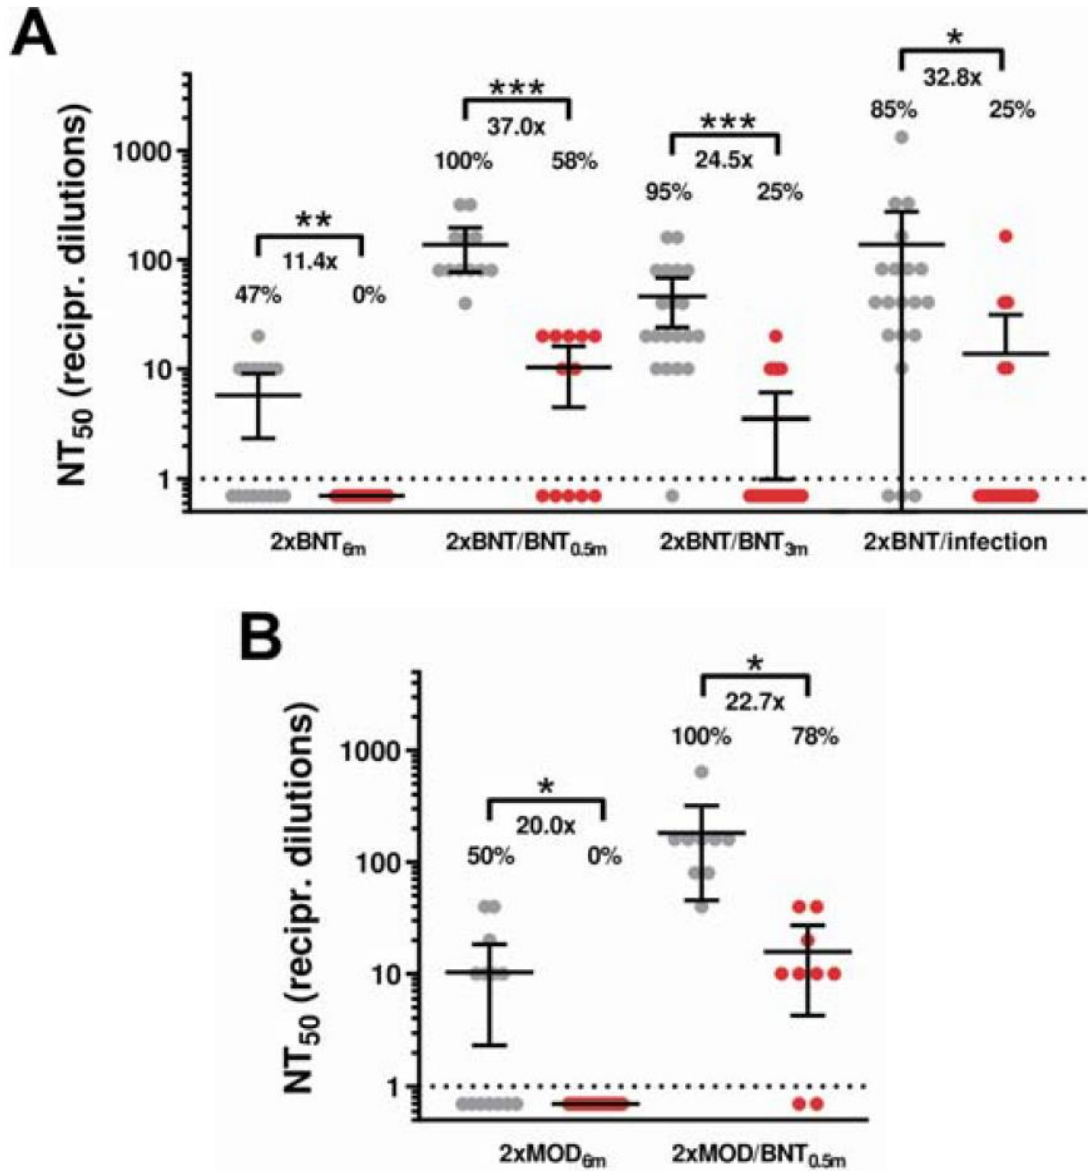 A
NT50 (recipr. dilutions)
1000
100
10
1
**
11.4x
47% 0%
***
37.0x
100% 58%
***
24.5x
95% 25%
*
32.8x
85% 25%
2xBNT6m 2xBNT/BNT0.5m 2xBNT/BNT3m 2xBNT/infection
B
NT50 (recipr. dilutions)
1000
100
10
1
*
20.0x
50% 0%
*
22.7x
100% 78%
2xMOD6m 2xMOD/BNT0.5m